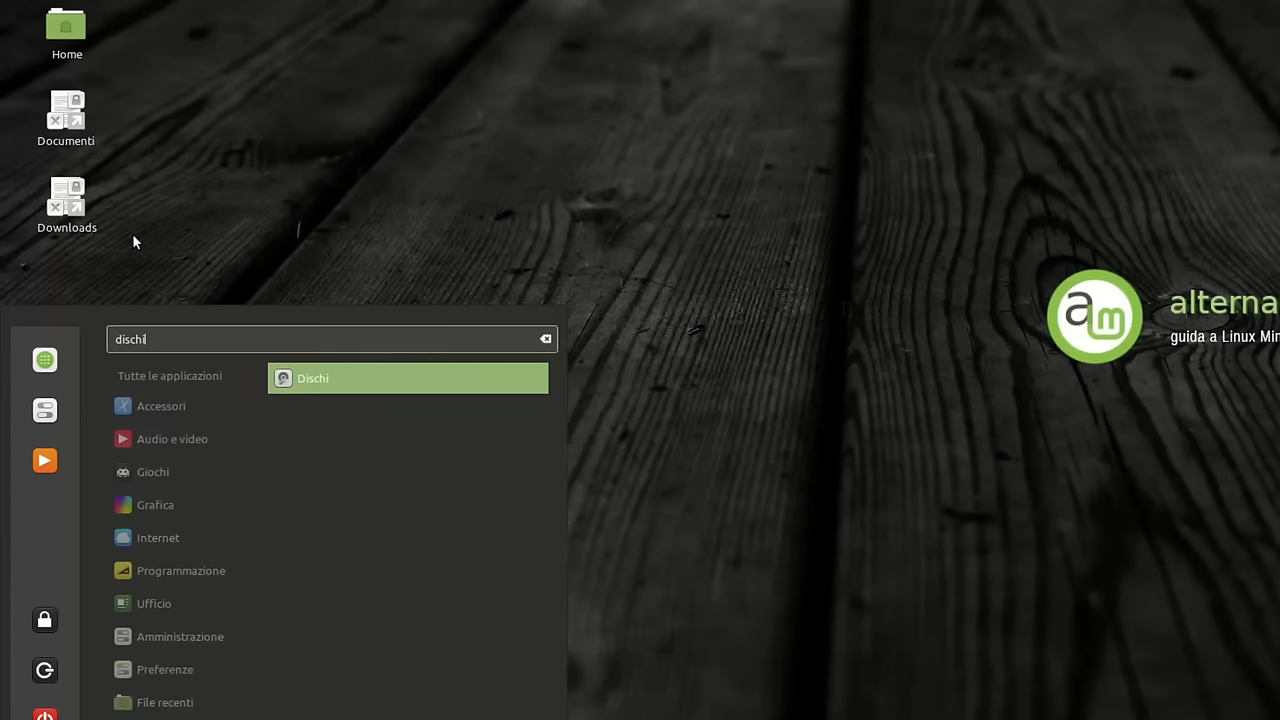 Home
Documenti
Downloads
am
alterna
guida a Linux Min
dischi
Tutte le applicazioni
Dischi
Accessori
Audio e video
Giochi
Grafica
Internet
Programmazione
Ufficio
Amministrazione
Preferenze
File recenti